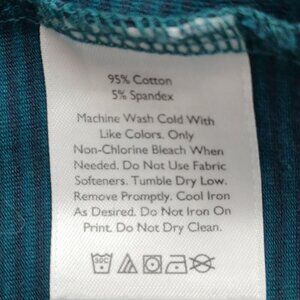 95% Cotton
5% Spandex
Machine Wash Cold With
Like Colors. Only
Non-Chlorine Bleach When
Needed. Do Not Use Fabric
Softeners. Tumble Dry Low.
Remove Promptly. Cool Iron
As Desired. Do Not Iron On
Print. Do Not Dry Clean.